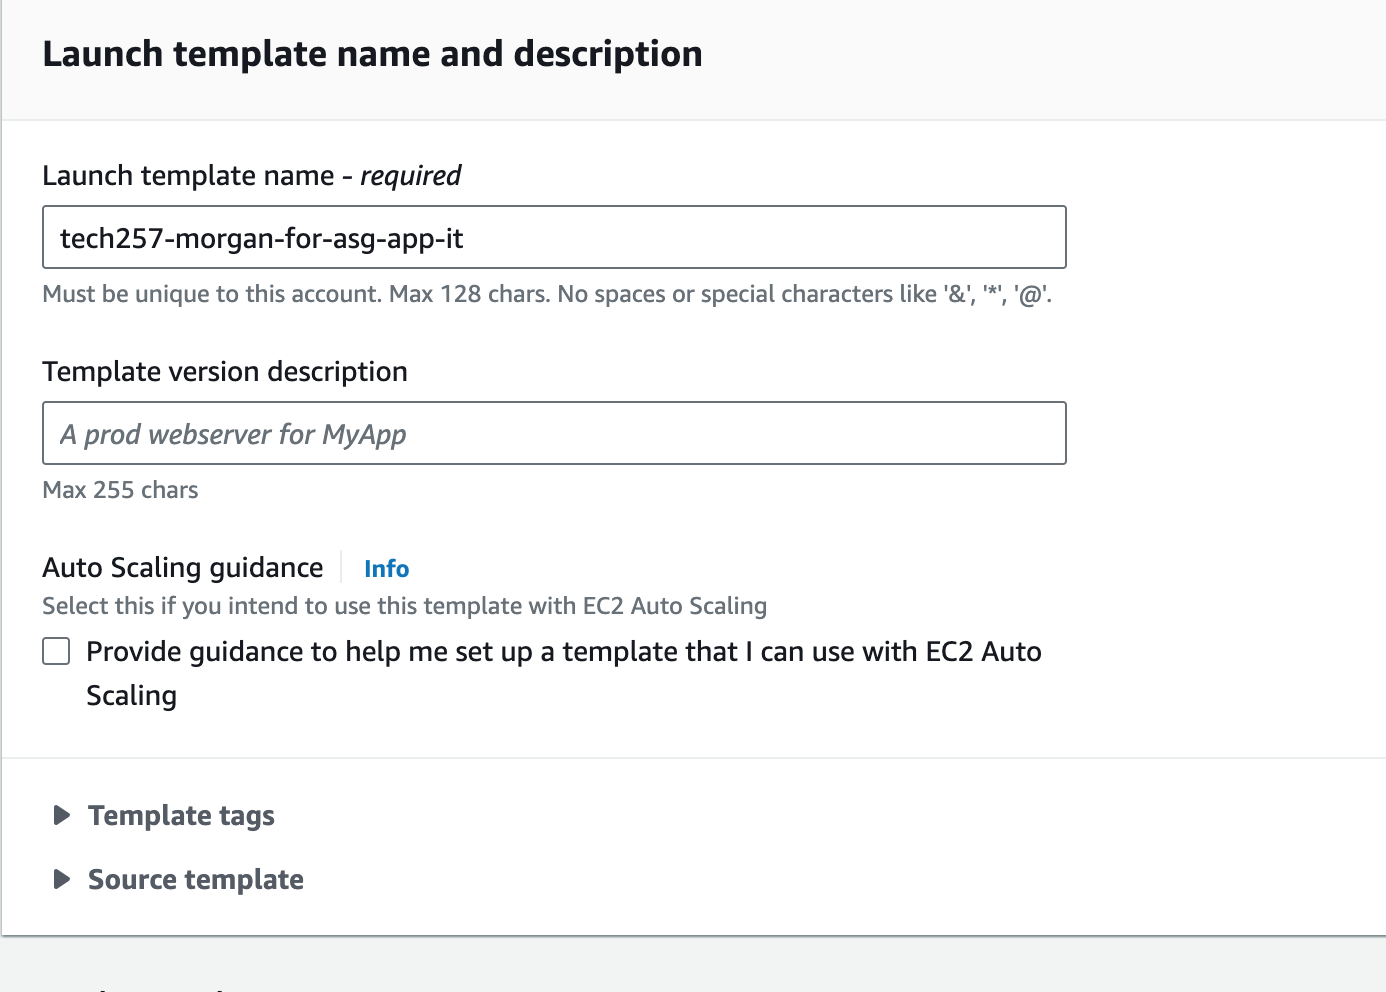 Launch template name and description
Launch template name - required
tech257-morgan-for-asg-app-it
Must be unique to this account. Max 128 chars. No spaces or special characters like '&', '*', '@'.
Template version description
A prod webserver for MyApp
Max 255 chars
Auto Scaling guidance Info
Select this if you intend to use this template with EC2 Auto Scaling
Provide guidance to help me set up a template that I can use with EC2 Auto
Scaling
Template tags
Source template